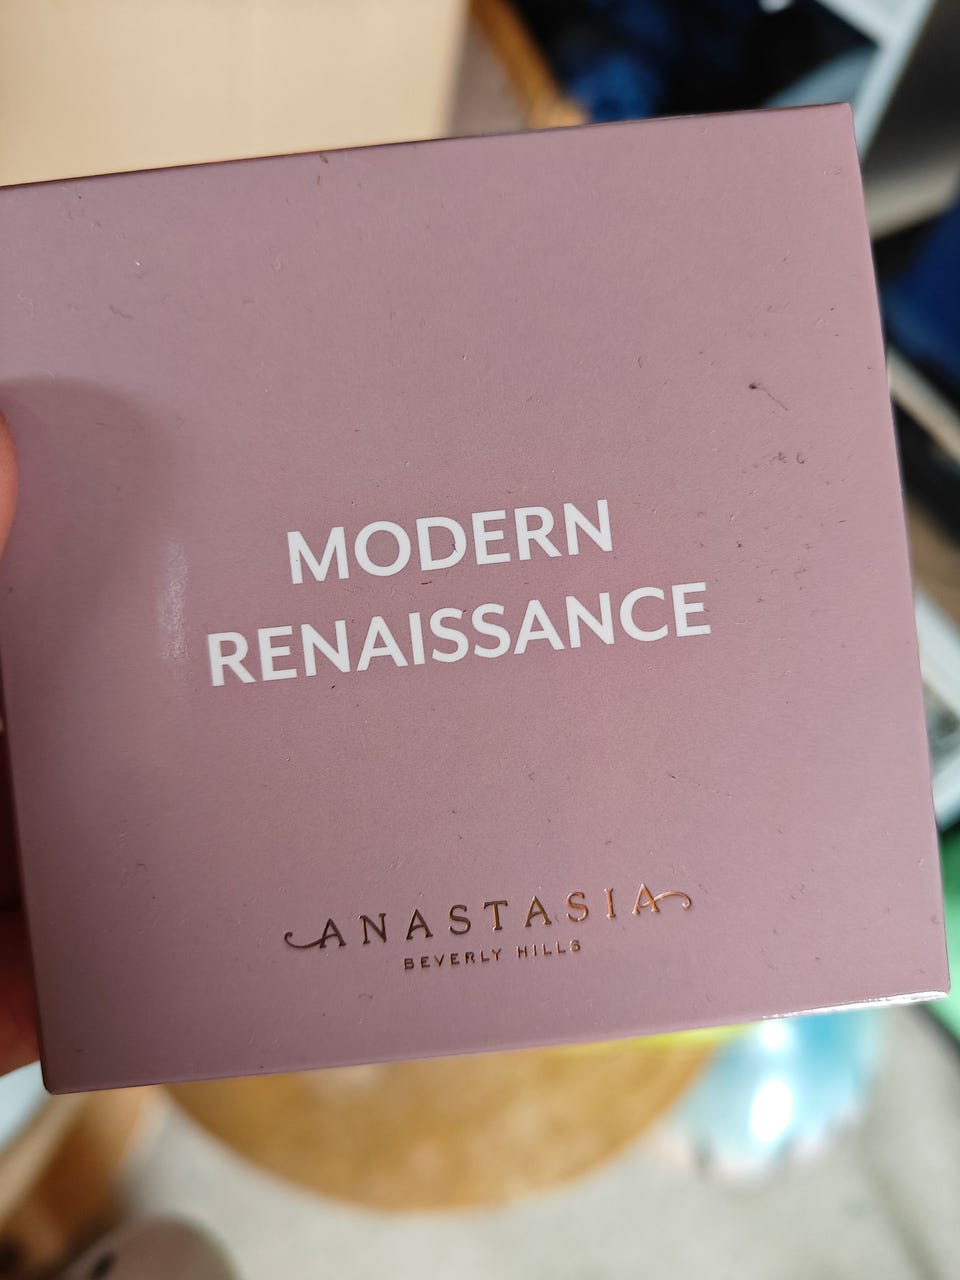 MODERN
RENAISSANCE
ANASTASIA
BEVERLY HILLS